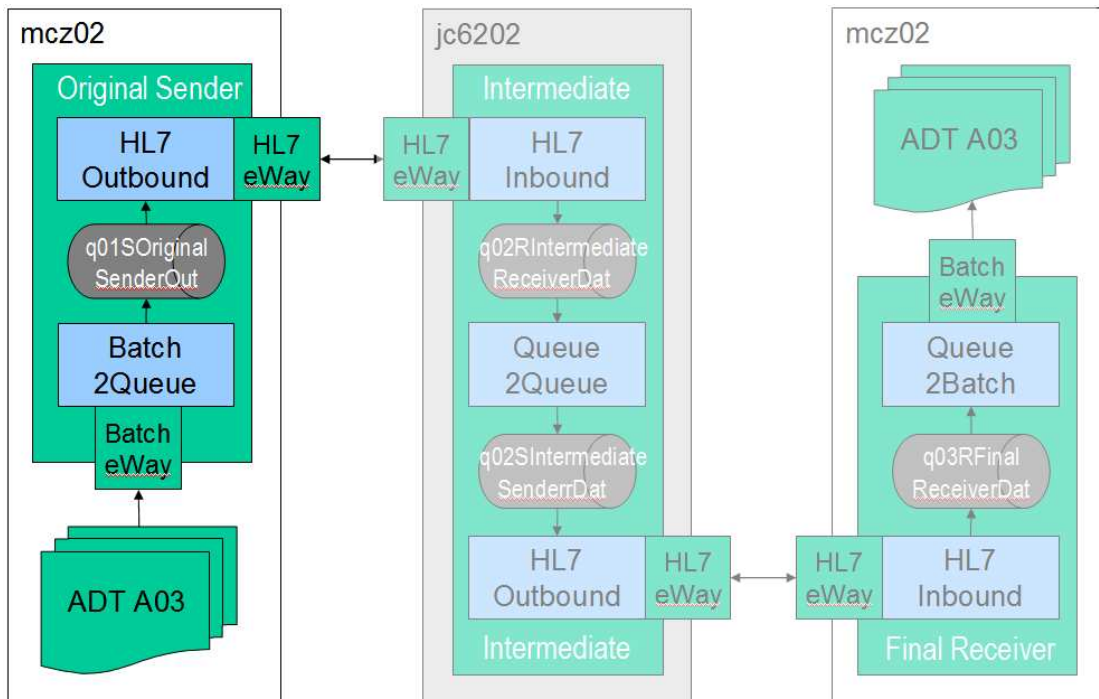 mcz02
Original Sender
HL7
Outbound
HL7
eWay
q01SOriginal
SenderOut
Batch
2Queue
Batch
eWay
ADT A03
jc6202
Intermediate
HL7
eWay
HL7
Inbound
q02RIntermediate
ReceiverDat
Queue
2Queue
q02SIntermediate
SenderrDat
HL7
Outbound
HL7
eWay
Intermediate
mcz02
ADT A03
Batch
eWay
Queue
2Batch
q03RFinal
ReceiverDat
HL7
eWay
HL7
Inbound
Final Receiver